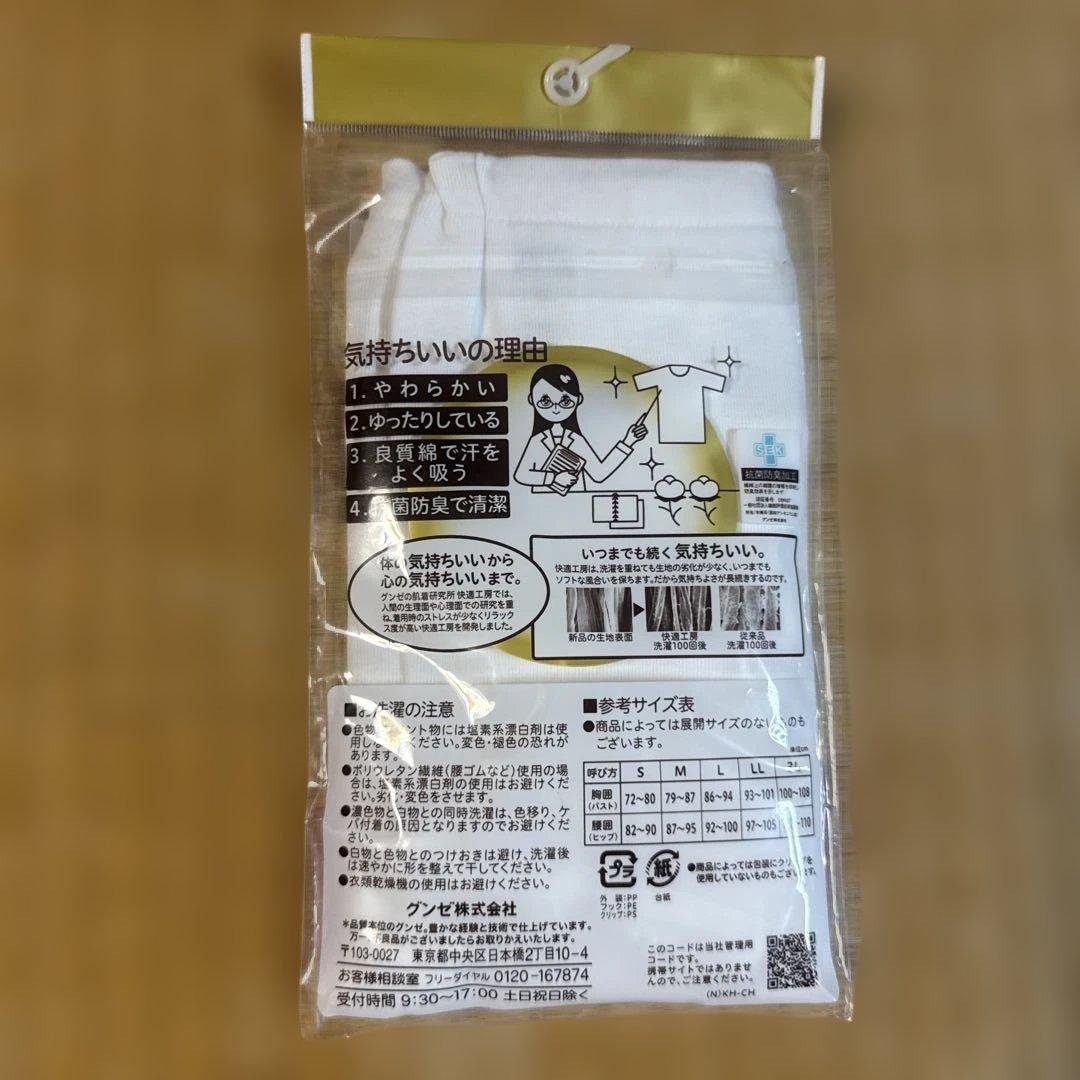 気持ちいいの理由
1. やわらかい
2. ゆったりしている
3. 良質綿で汗を
よく吸う
4. 抗菌防臭で清潔
SEK
抗菌防臭加工
体の気持ちいいから
心の気持ちいいまで。
グンゼの肌着研究所 快適工房では、
人間の生理面や心理面での研究を重
ね、着用時のストレスが少なくリラック
ス度が高い快適工房を開発しました。
いつまでも続く気持ちいい。
快適工房は、洗濯を重ねても生地の劣化が少なく、いつまでも
ソフトな風合いを保ちます。だから気持ちよさが長続きするのです。
新品の生地表面
快適工房
洗濯100回後
従来品
洗濯100回後
■お洗濯の注意
●色物・プリント物には塩素系漂白剤は使
用しないでください。変色・褪色の恐れが
あります。
●ポリウレタン繊維(腰ゴムなど)使用の場
合は、塩素系漂白剤の使用はお避けくだ
さい。劣化・変色をさせます。
●濃色物と白物との同時洗濯は、色移り、ケ
バ付着の原因となりますのでお避けくだ
さい。
●白物と色物とのつけおきは避け、洗濯後
は速やかに形を整えて干してください。
●衣類乾燥機の使用はお避けください。
グンゼ株式会社
*品質本位のグンゼ。豊かな経験と技術で仕上げています。
万一、不良品がございましたらお取りかえいたします。
〒103-0027 東京都中央区日本橋2丁目10-4
お客様相談室 フリーダイヤル 0120-167874
受付時間 9:30〜17:00 土日祝日除く
■参考サイズ表
●商品によっては展開サイズのないものも
ございます。
単位cm
呼び方 S M L LL 3L
胸囲(バスト) 72〜80 79〜87 86〜94 93〜101 100〜108
腰囲(ヒップ) 82〜90 87〜95 92〜100 97〜105 -110
プラ
紙
外装:PP
フック:PE
クリップ:PS
台紙
●商品によっては包装にクリップを
使用していないものもございます。
このコードは当社管理用
コードです。
携帯サイトではありませ
んので、ご注意ください。
(N)KH-CH